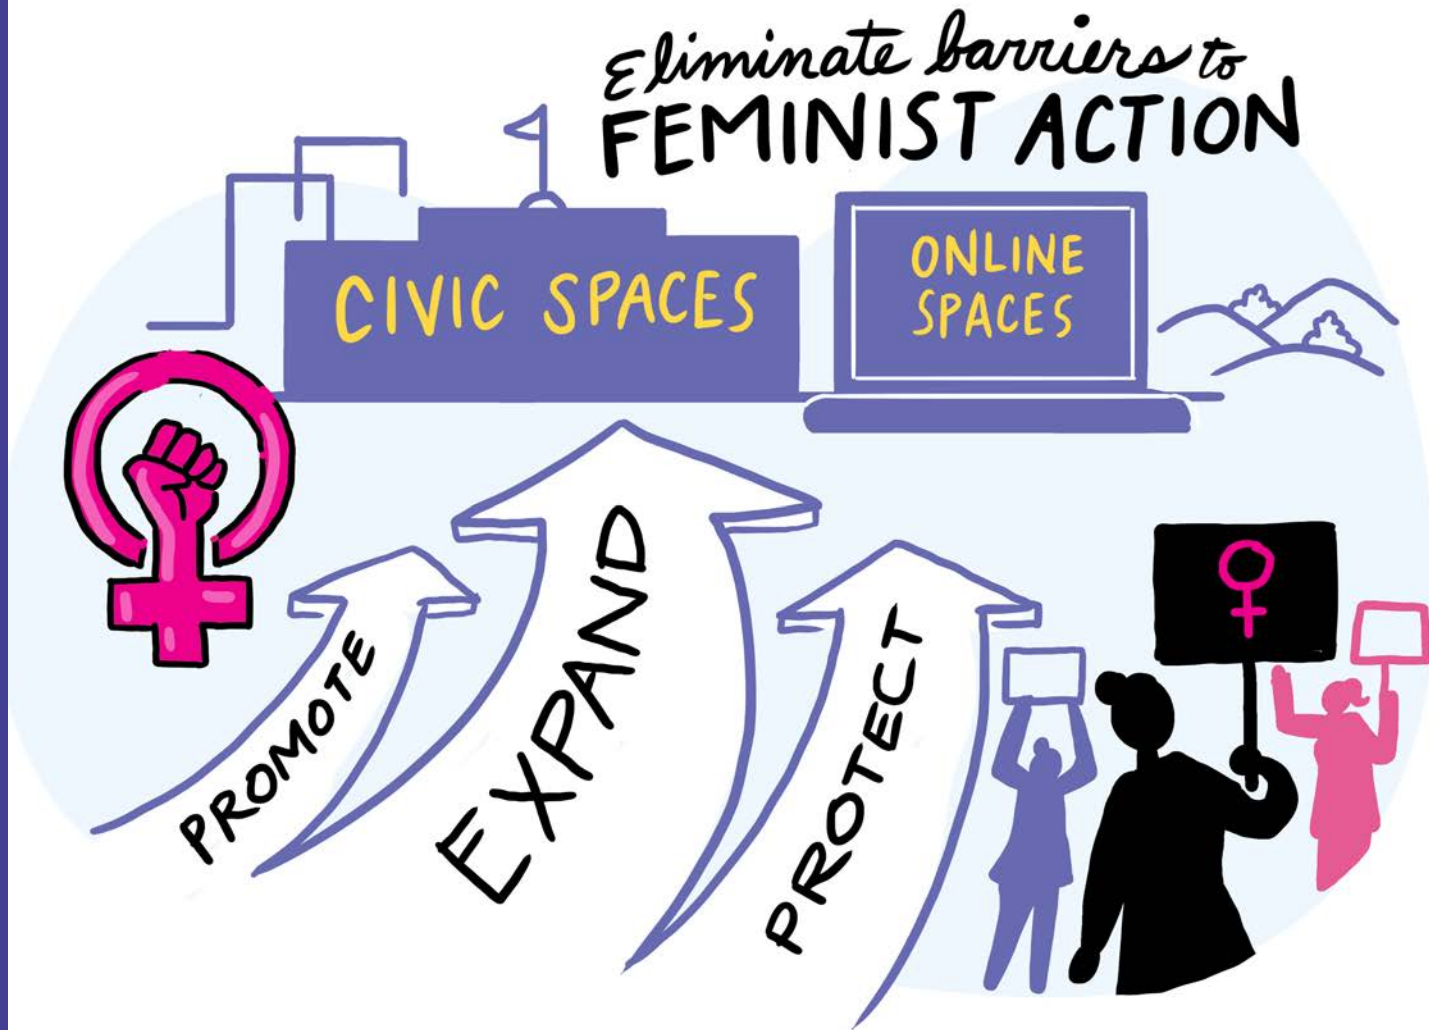 Eliminate barriers to
FEMINIST ACTION
CIVIC SPACES
ONLINE
SPACES
PROMOTE
EXPAND
PROTECT